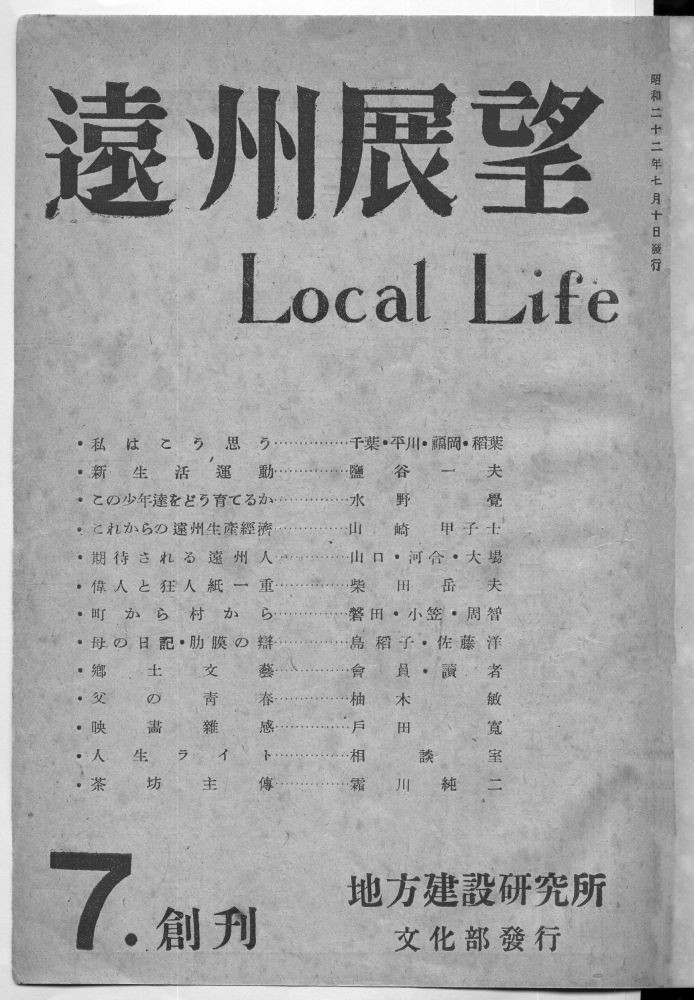 遠州展望
Local Life
昭和二十二年七月十日發行
・私はこう思う……………千葉・平川・福岡・稻葉
・新生活運動……………鹽谷一夫
・この少年達をどう育てるか……………水野覺
・これからの遠州生産經濟……………山崎甲子士
・期待される遠州人……………山口・河合・大場
・偉人と狂人紙一重……………柴田岳夫
・町から村から……………磐田・小笠・周智
・母の日記・肋膜の辯……………島稻子・佐藤洋
・郷土文藝……………會員・讀者
・父の靑春……………柚木敏
・映畵雜感……………戶田寬
・人生ライト……………相談室
・茶坊主傳……………霜川純二
7.創刊
地方建設硏究所
文化部發行